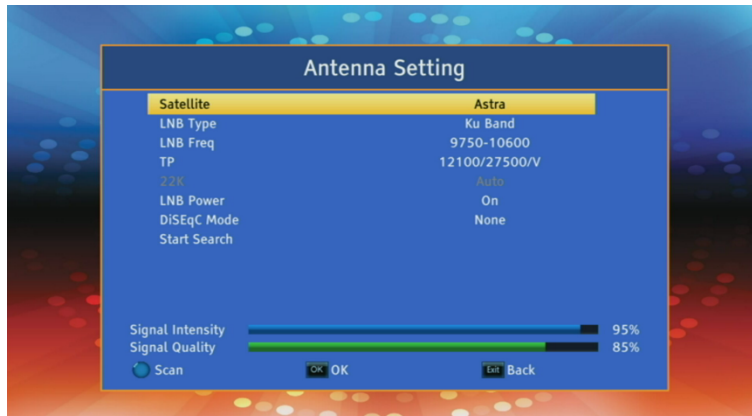 Antenna Setting
Satellite Astra
LNB Type Ku Band
LNB Freq 9750-10600
TP 12100/27500/V
22K Auto
LNB Power On
DiSEqC Mode None
Start Search
Signal Intensity 95%
Signal Quality 85%
Scan OK OK Exit Back